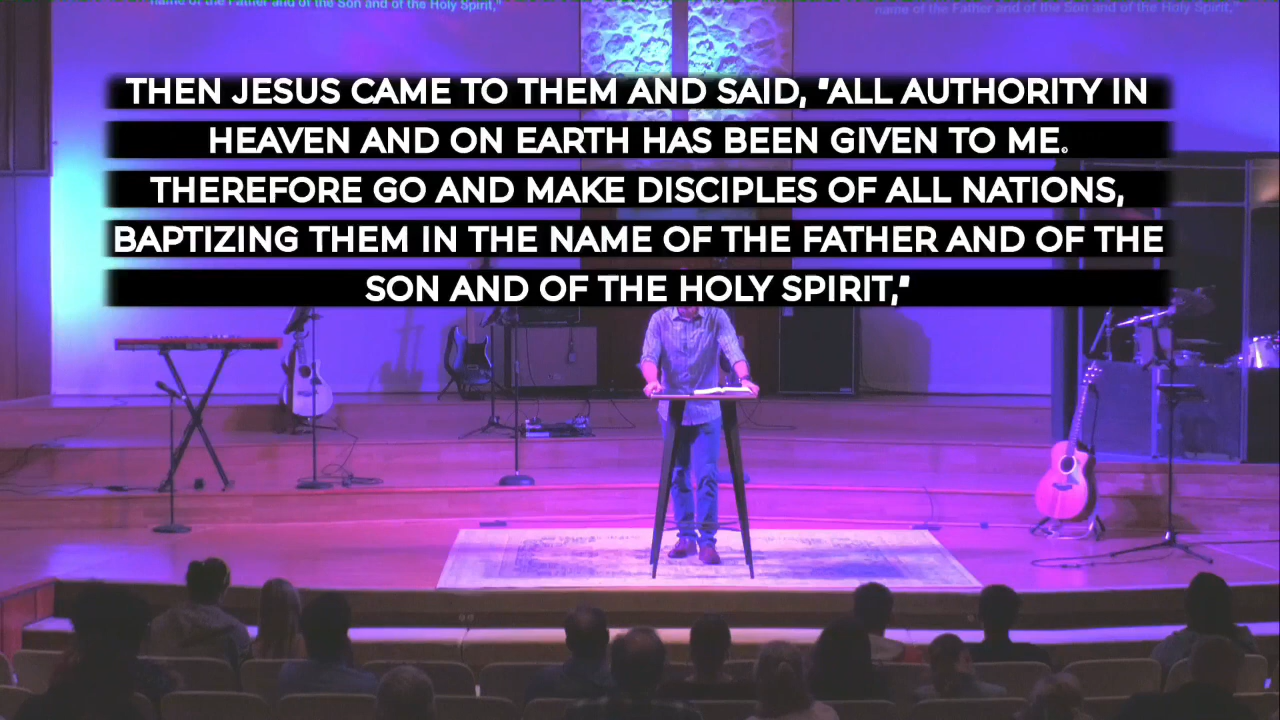 name of the Father and of the Son and of the Holy Spirit,"
name of the Father and of the Son and of the Holy Spirit,"
THEN JESUS CAME TO THEM AND SAID, "ALL AUTHORITY IN
HEAVEN AND ON EARTH HAS BEEN GIVEN TO ME.
THEREFORE GO AND MAKE DISCIPLES OF ALL NATIONS,
BAPTIZING THEM IN THE NAME OF THE FATHER AND OF THE
SON AND OF THE HOLY SPIRIT,"